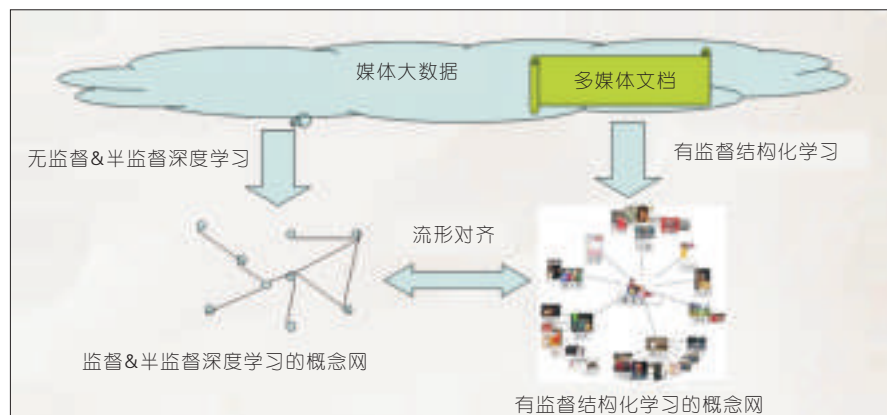 媒体大数据
多媒体文档
无监督&半监督深度学习
有监督结构化学习
流形对齐
监督&半监督深度学习的概念网
有监督结构化学习的概念网